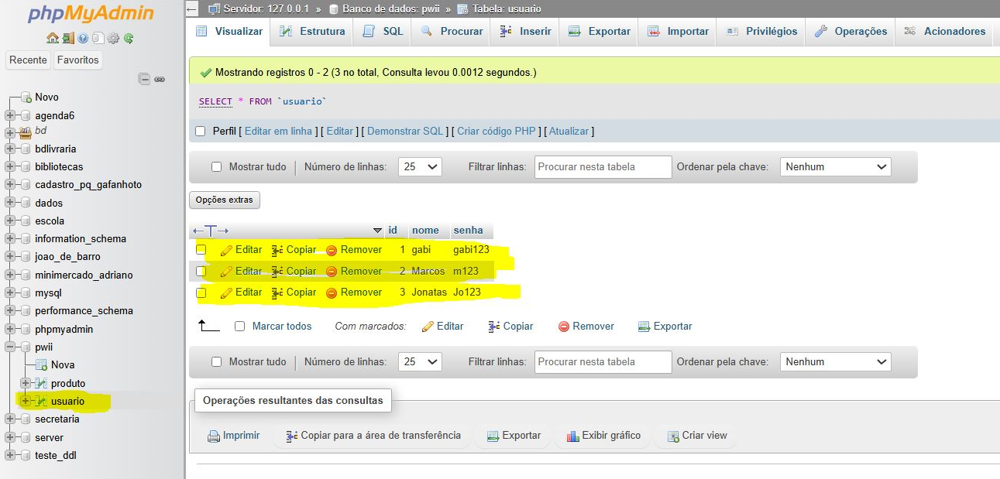 phpMyAdmin
Recente Favoritos
Novo
agenda6
bd
bdlivraria
bibliotecas
cadastro_pq_gafanhoto
dados
escola
information_schema
joao_de_barro
minimercado_adriano
mysql
performance_schema
phpmyadmin
pwii
Nova
produto
usuario
secretaria
server
teste_ddl
Servidor: 127.0.0.1 » Banco de dados: pwii » Tabela: usuario
Visualizar Estrutura SQL Procurar Inserir Exportar Importar Privilégios Operações Acionadores
Mostrando registros 0 - 2 (3 no total, Consulta levou 0.0012 segundos.)
SELECT * FROM `usuario`
Perfil [ Editar em linha ] [ Editar ] [ Demonstrar SQL ] [ Criar código PHP ] [ Atualizar ]
Mostrar tudo | Número de linhas: 25 Filtrar linhas: Procurar nesta tabela Ordenar pela chave: Nenhum
Opções extras
←T→ id nome senha
Editar Copiar Remover 1 gabi gabi123
Editar Copiar Remover 2 Marcos m123
Editar Copiar Remover 3 Jonatas Jo123
Marcar todos Com marcados: Editar Copiar Remover Exportar
Mostrar tudo | Número de linhas: 25 Filtrar linhas: Procurar nesta tabela Ordenar pela chave: Nenhum
Operações resultantes das consultas
Imprimir Copiar para a área de transferência Exportar Exibir gráfico Criar view